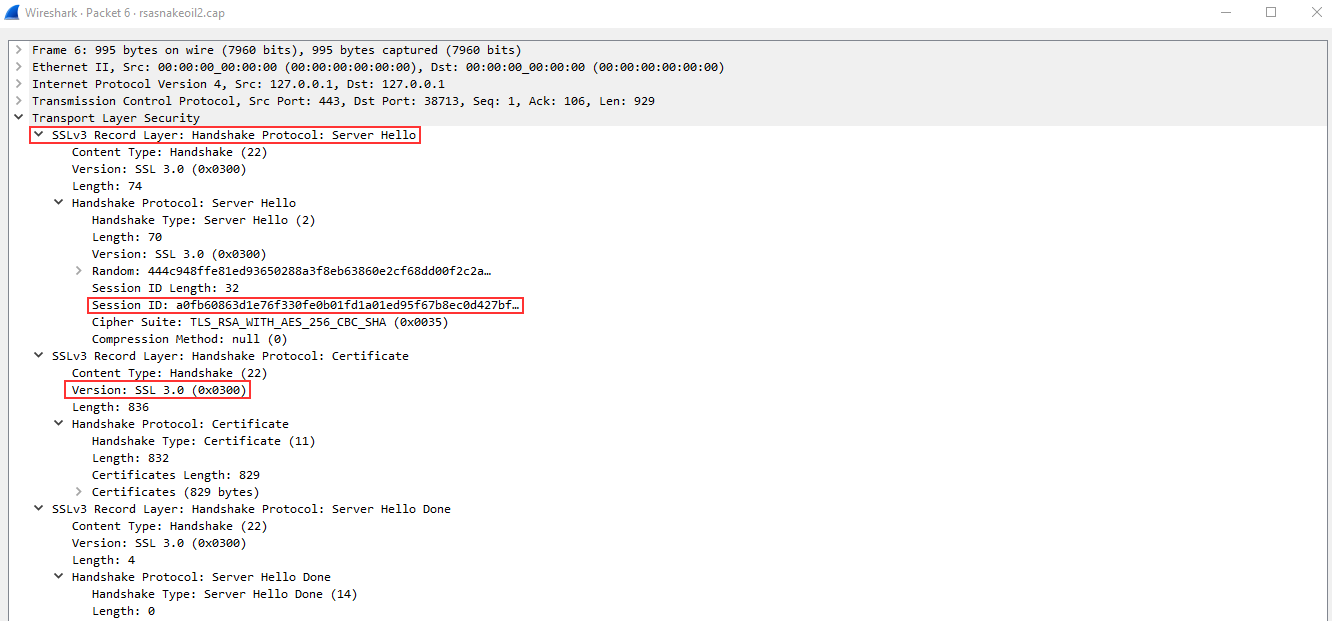 Wireshark · Packet 6 · rsasnakeoil2.cap
Frame 6: 995 bytes on wire (7960 bits), 995 bytes captured (7960 bits)
Ethernet II, Src: 00:00:00_00:00:00 (00:00:00:00:00:00), Dst: 00:00:00_00:00:00 (00:00:00:00:00:00)
Internet Protocol Version 4, Src: 127.0.0.1, Dst: 127.0.0.1
Transmission Control Protocol, Src Port: 443, Dst Port: 38713, Seq: 1, Ack: 106, Len: 929
Transport Layer Security
SSLv3 Record Layer: Handshake Protocol: Server Hello
Content Type: Handshake (22)
Version: SSL 3.0 (0x0300)
Length: 74
Handshake Protocol: Server Hello
Handshake Type: Server Hello (2)
Length: 70
Version: SSL 3.0 (0x0300)
Random: 444c948ffe81ed93650288a3f8eb63860e2cf68dd00f2c2a…
Session ID Length: 32
Session ID: a0fb60863d1e76f330fe0b01fd1a01ed95f67b8ec0d427bf…
Cipher Suite: TLS_RSA_WITH_AES_256_CBC_SHA (0x0035)
Compression Method: null (0)
SSLv3 Record Layer: Handshake Protocol: Certificate
Content Type: Handshake (22)
Version: SSL 3.0 (0x0300)
Length: 836
Handshake Protocol: Certificate
Handshake Type: Certificate (11)
Length: 832
Certificates Length: 829
Certificates (829 bytes)
SSLv3 Record Layer: Handshake Protocol: Server Hello Done
Content Type: Handshake (22)
Version: SSL 3.0 (0x0300)
Length: 4
Handshake Protocol: Server Hello Done
Handshake Type: Server Hello Done (14)
Length: 0